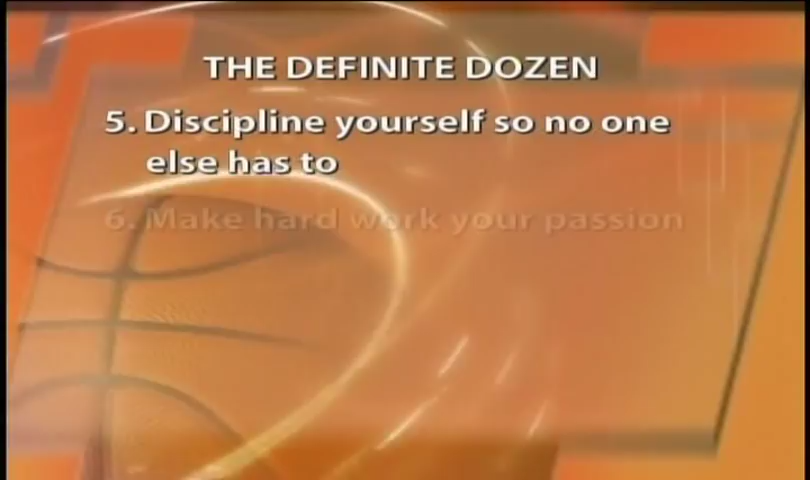 THE DEFINITE DOZEN
5. Discipline yourself so no one
else has to
6. Make hard work your passion